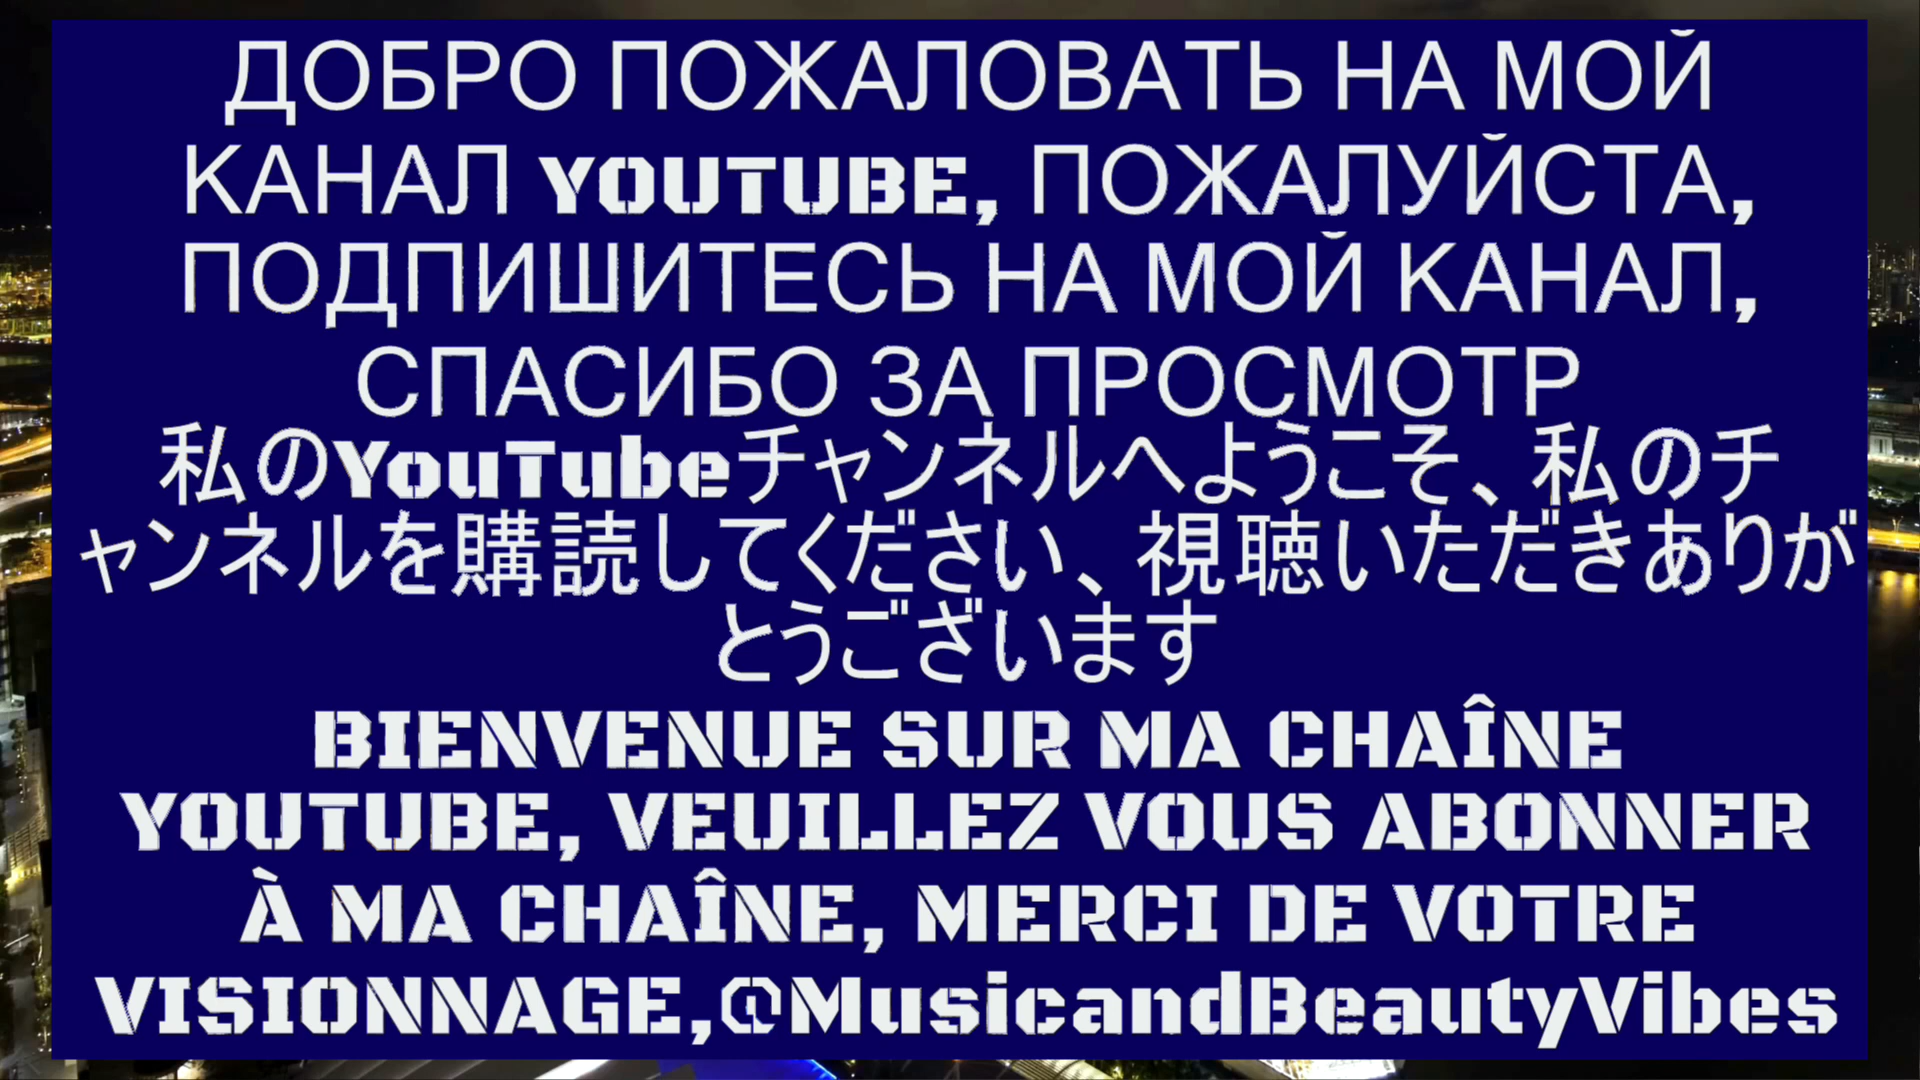 ДОБРО ПОЖАЛОВАТЬ НА МОЙ
КАНАЛ YOUTUBE, ПОЖАЛУЙСТА,
ПОДПИШИТЕСЬ НА МОЙ КАНАЛ,
СПАСИБО ЗА ПРОСМОТР
私のYouTubeチャンネルへようこそ、私のチ
ャンネルを購読してください、視聴いただきありが
とうございます
BIENVENUE SUR MA CHAÎNE
YOUTUBE, VEUILLEZ VOUS ABONNER
À MA CHAÎNE, MERCI DE VOTRE
VISIONNAGE,@MusicandBeautyVibes